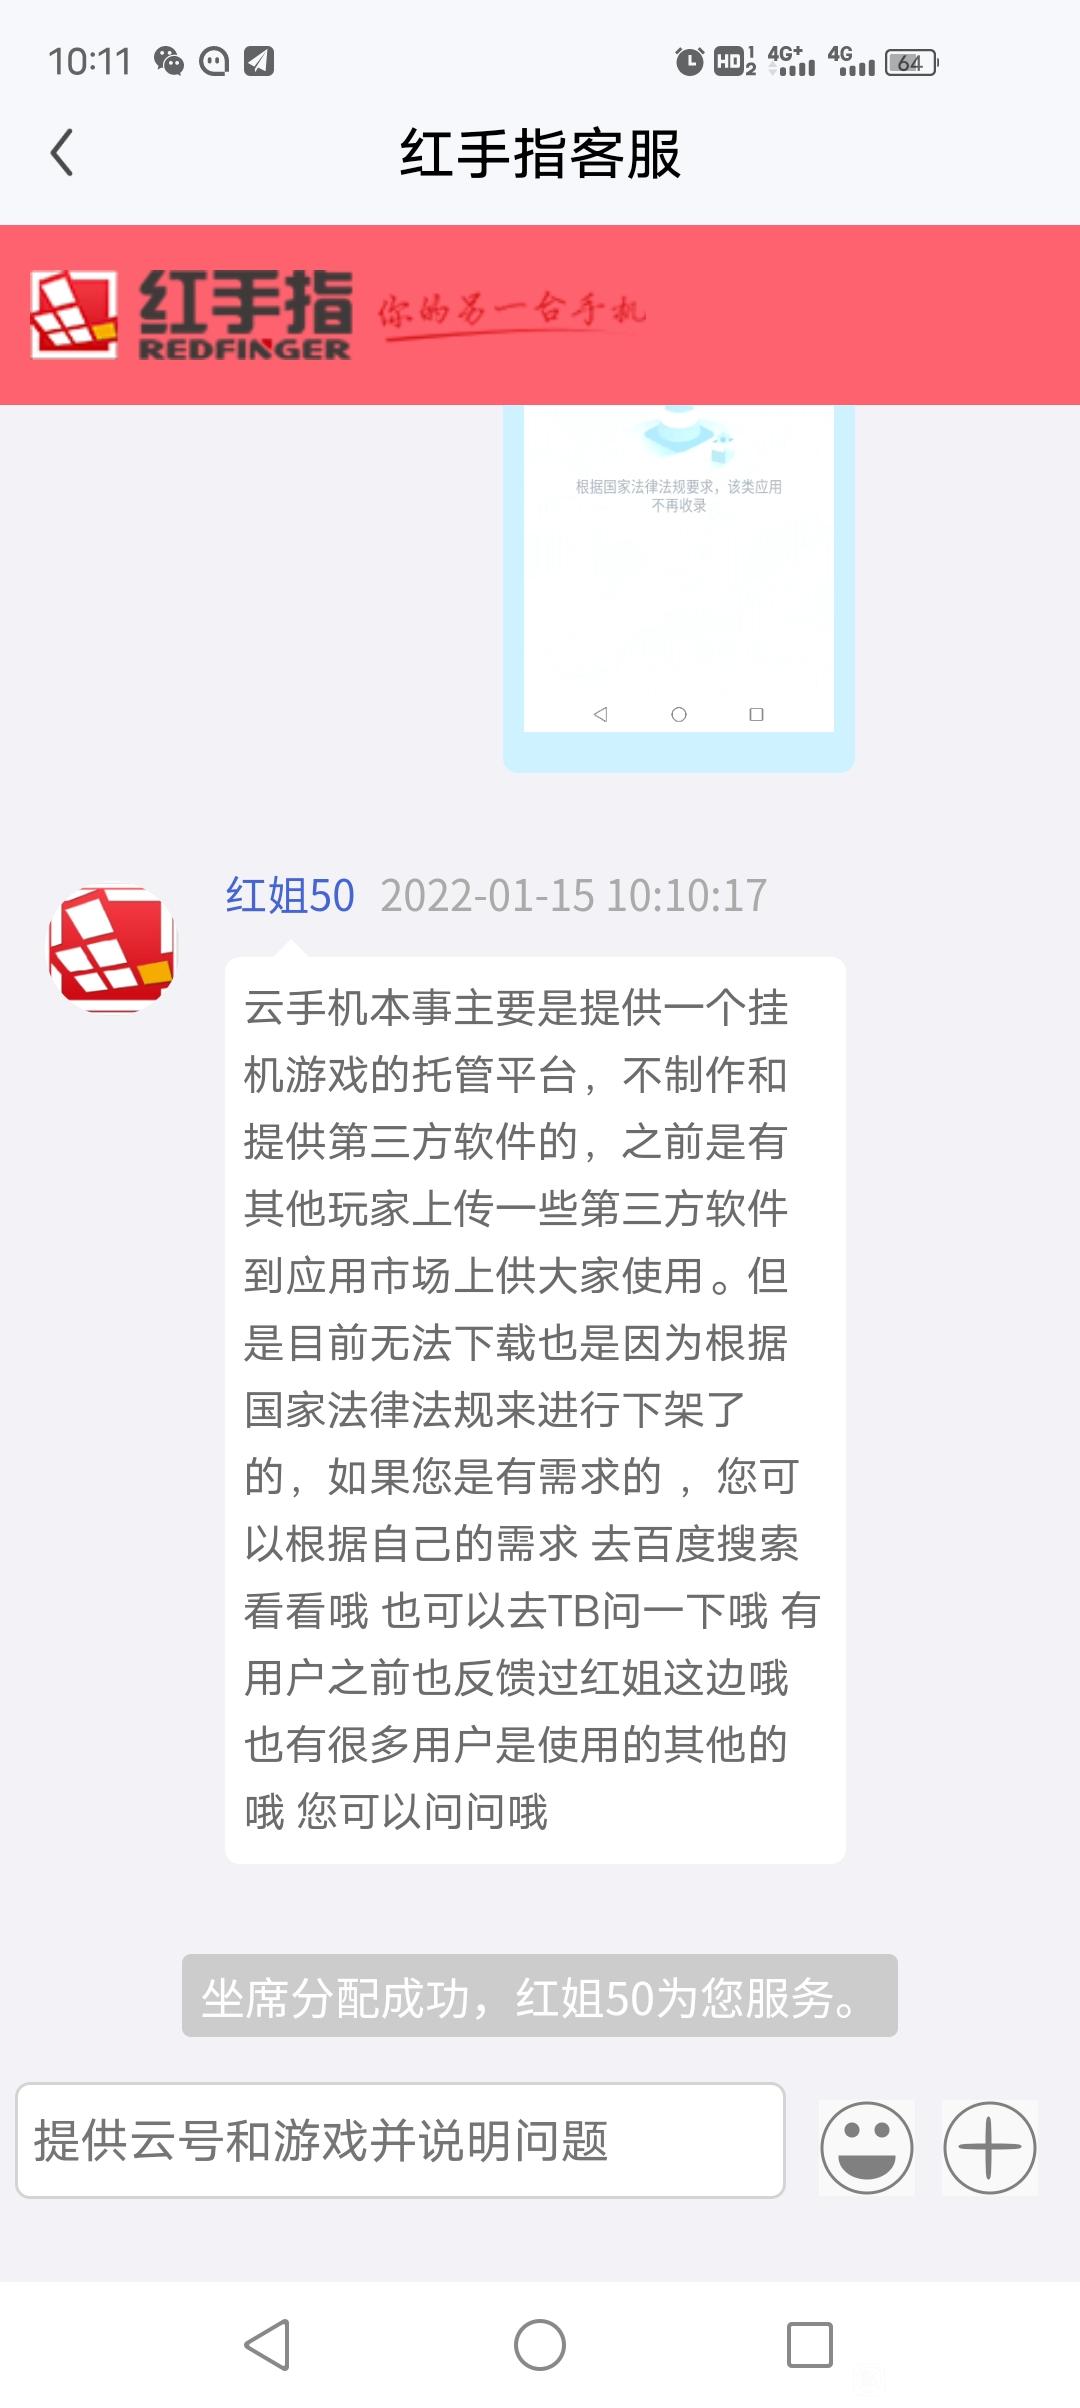 10:11
HD 1 2 4G+ 4G 64
红手指客服
红手指
REDFINGER
你的另一台手机
根据国家法律法规要求，该类应用
不再收录
红姐50 2022-01-15 10:10:17
云手机本事主要是提供一个挂
机游戏的托管平台，不制作和
提供第三方软件的，之前是有
其他玩家上传一些第三方软件
到应用市场上供大家使用。但
是目前无法下载也是因为根据
国家法律法规来进行下架了
的，如果您是有需求的 ，您可
以根据自己的需求 去百度搜索
看看哦 也可以去TB问一下哦 有
用户之前也反馈过红姐这边哦
也有很多用户是使用的其他的
哦 您可以问问哦
坐席分配成功，红姐50为您服务。
提供云号和游戏并说明问题